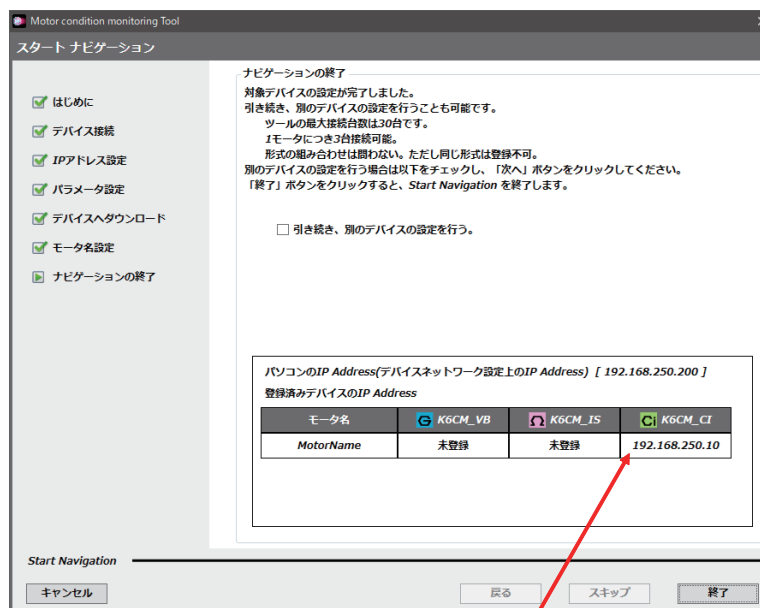 Motor condition monitoring Tool
スタート ナビゲーション
はじめに
デバイス接続
IPアドレス設定
パラメータ設定
デバイスへダウンロード
モータ名設定
ナビゲーションの終了
ナビゲーションの終了
対象デバイスの設定が完了しました。
引き続き、別のデバイスの設定を行うことも可能です。
ツールの最大接続台数は30台です。
1モータにつき3台接続可能。
形式の組み合わせは問わない。ただし同じ形式は登録不可。
別のデバイスの設定を行う場合は以下をチェックし、「次へ」ボタンをクリックしてください。
「終了」ボタンをクリックすると、Start Navigation を終了します。
引き続き、別のデバイスの設定を行う。
パソコンのIP Address(デバイスネットワーク設定上のIP Address) [ 192.168.250.200 ]
登録済みデバイスのIP Address
モータ名 G K6CM_VB Ω K6CM_IS Ci K6CM_CI
MotorName 未登録 未登録 192.168.250.10
Start Navigation
キャンセル 戻る スキップ 終了